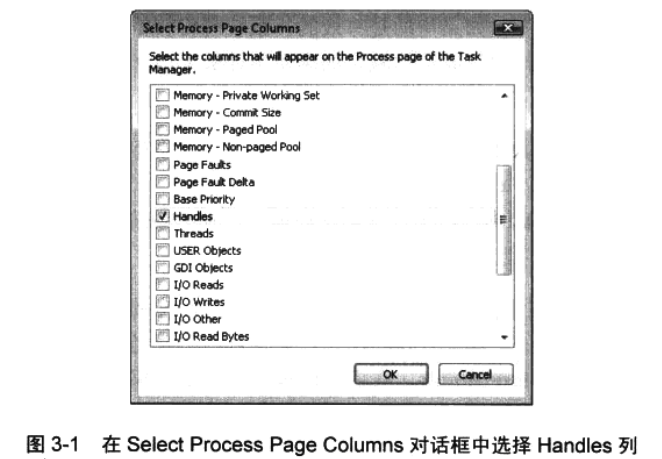 Select Process Page Columns
Select the columns that will appear on the Process page of the Task
Manager.
Memory - Private Working Set
Memory - Commit Size
Memory - Paged Pool
Memory - Non-paged Pool
Page Faults
Page Fault Delta
Base Priority
Handles
Threads
USER Objects
GDI Objects
I/O Reads
I/O Writes
I/O Other
I/O Read Bytes
OK
Cancel
图 3-1 在 Select Process Page Columns 对话框中选择 Handles 列